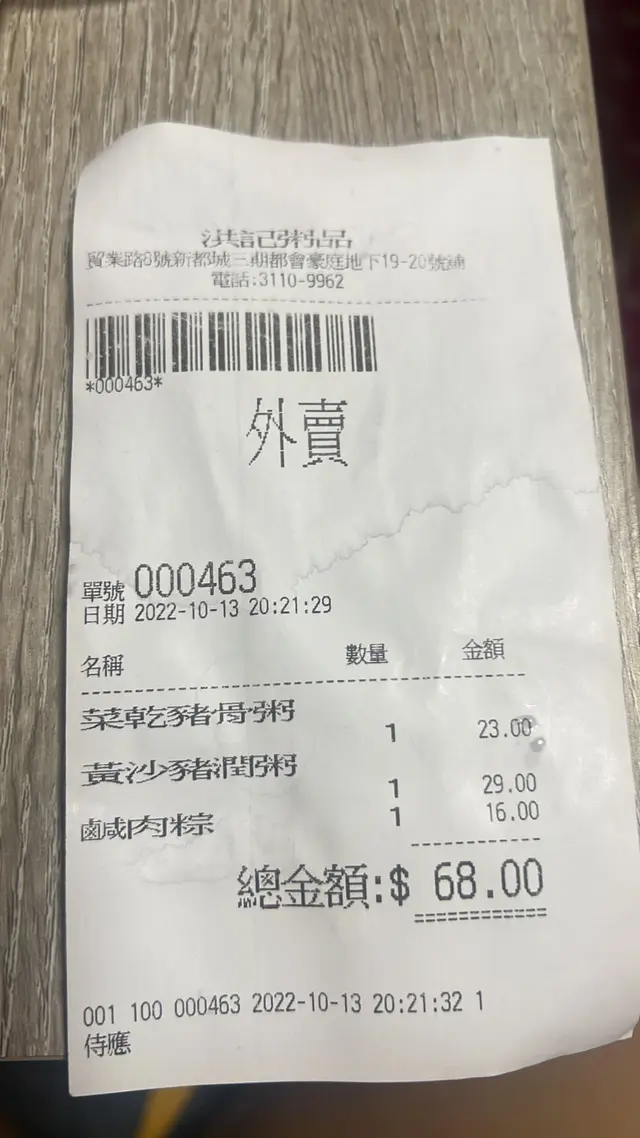 洪記粥品
貿業路8號新都城三期都會豪庭地下19-20號舖
電話:3110-9962
*000463*
外賣
單號 000463
日期 2022-10-13 20:21:29
名稱 數量 金額
菜乾豬骨粥 1 23.00
黃沙豬潤粥 1 29.00
鹵咸肉粽 1 16.00
總金額:$ 68.00
001 100 000463 2022-10-13 20:21:32 1
侍應